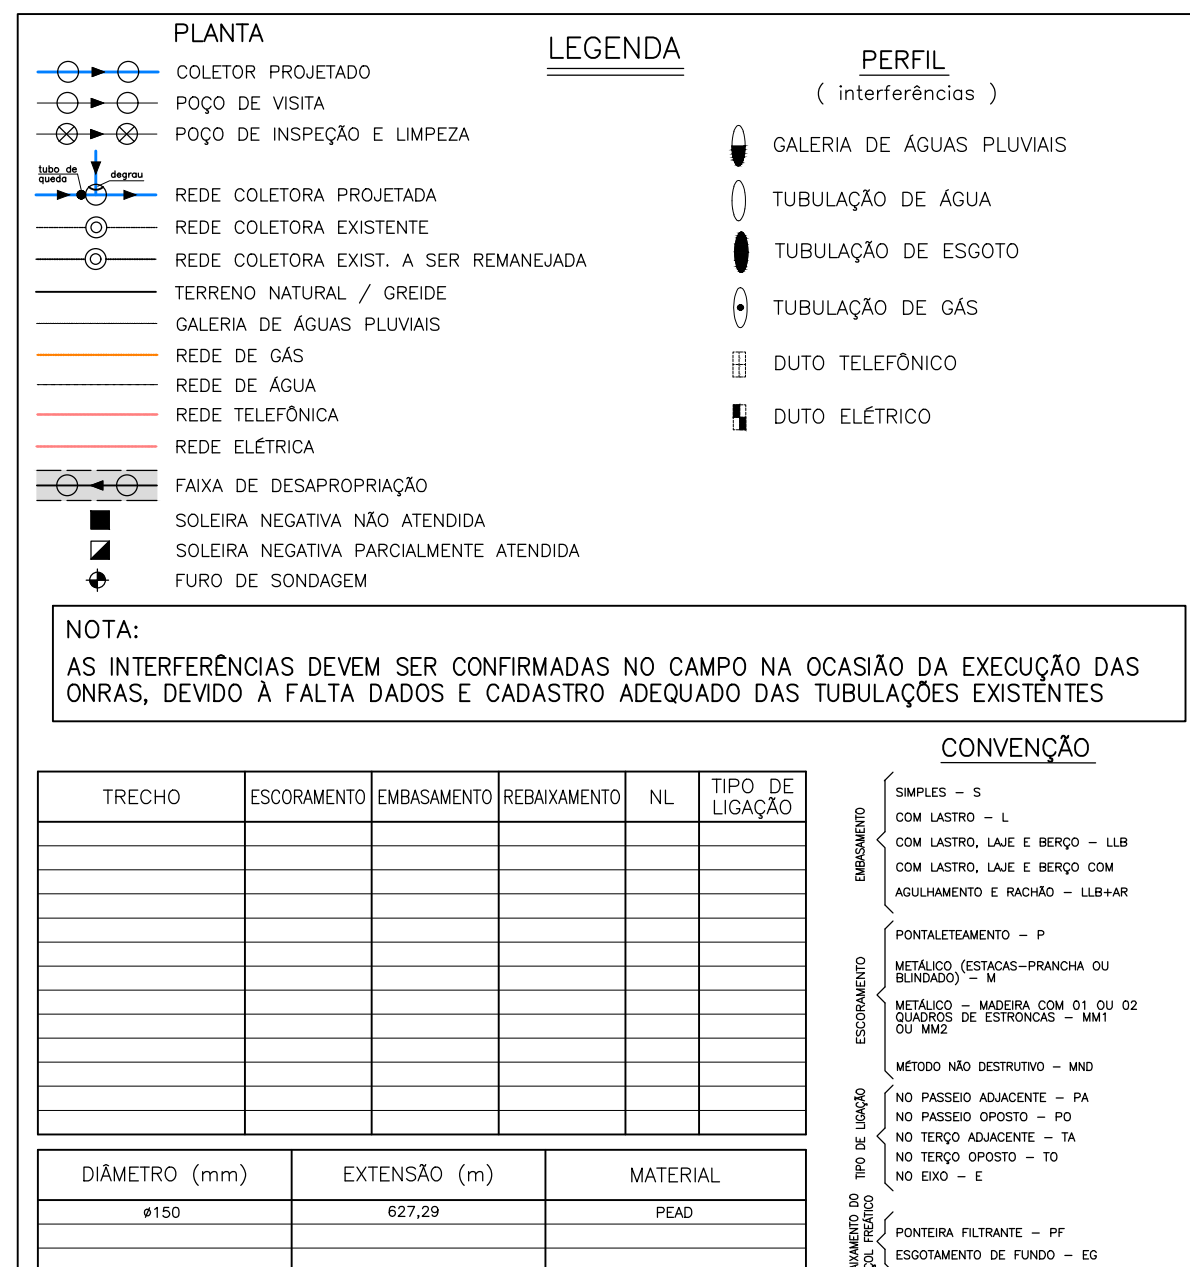 PLANTA
LEGENDA
COLETOR PROJETADO
POÇO DE VISITA
POÇO DE INSPEÇÃO E LIMPEZA
tubo de
queda
degrau
REDE COLETORA PROJETADA
REDE COLETORA EXISTENTE
REDE COLETORA EXIST. A SER REMANEJADA
TERRENO NATURAL / GREIDE
GALERIA DE ÁGUAS PLUVIAIS
REDE DE GÁS
REDE DE ÁGUA
REDE TELEFÔNICA
REDE ELÉTRICA
FAIXA DE DESAPROPRIAÇÃO
SOLEIRA NEGATIVA NÃO ATENDIDA
SOLEIRA NEGATIVA PARCIALMENTE ATENDIDA
FURO DE SONDAGEM
PERFIL
( interferências )
GALERIA DE ÁGUAS PLUVIAIS
TUBULAÇÃO DE ÁGUA
TUBULAÇÃO DE ESGOTO
TUBULAÇÃO DE GÁS
DUTO TELEFÔNICO
DUTO ELÉTRICO
NOTA:
AS INTERFERÊNCIAS DEVEM SER CONFIRMADAS NO CAMPO NA OCASIÃO DA EXECUÇÃO DAS
ONRAS, DEVIDO À FALTA DADOS E CADASTRO ADEQUADO DAS TUBULAÇÕES EXISTENTES
TRECHO ESCORAMENTO EMBASAMENTO REBAIXAMENTO NL TIPO DE
LIGAÇÃO
DIÂMETRO (mm) EXTENSÃO (m) MATERIAL
ø150 627,29 PEAD
CONVENÇÃO
EMBASAMENTO
SIMPLES – S
COM LASTRO – L
COM LASTRO, LAJE E BERÇO – LLB
COM LASTRO, LAJE E BERÇO COM
AGULHAMENTO E RACHÃO – LLB+AR
ESCORAMENTO
PONTALETEAMENTO – P
METÁLICO (ESTACAS–PRANCHA OU
BLINDADO) – M
METÁLICO – MADEIRA COM 01 OU 02
QUADROS DE ESTRONCAS – MM1
OU MM2
MÉTODO NÃO DESTRUTIVO – MND
TIPO DE LIGAÇÃO
NO PASSEIO ADJACENTE – PA
NO PASSEIO OPOSTO – PO
NO TERÇO ADJACENTE – TA
NO TERÇO OPOSTO – TO
NO EIXO – E
DO
FREÁTICO
PONTEIRA FILTRANTE – PF
ESGOTAMENTO DE FUNDO – EG